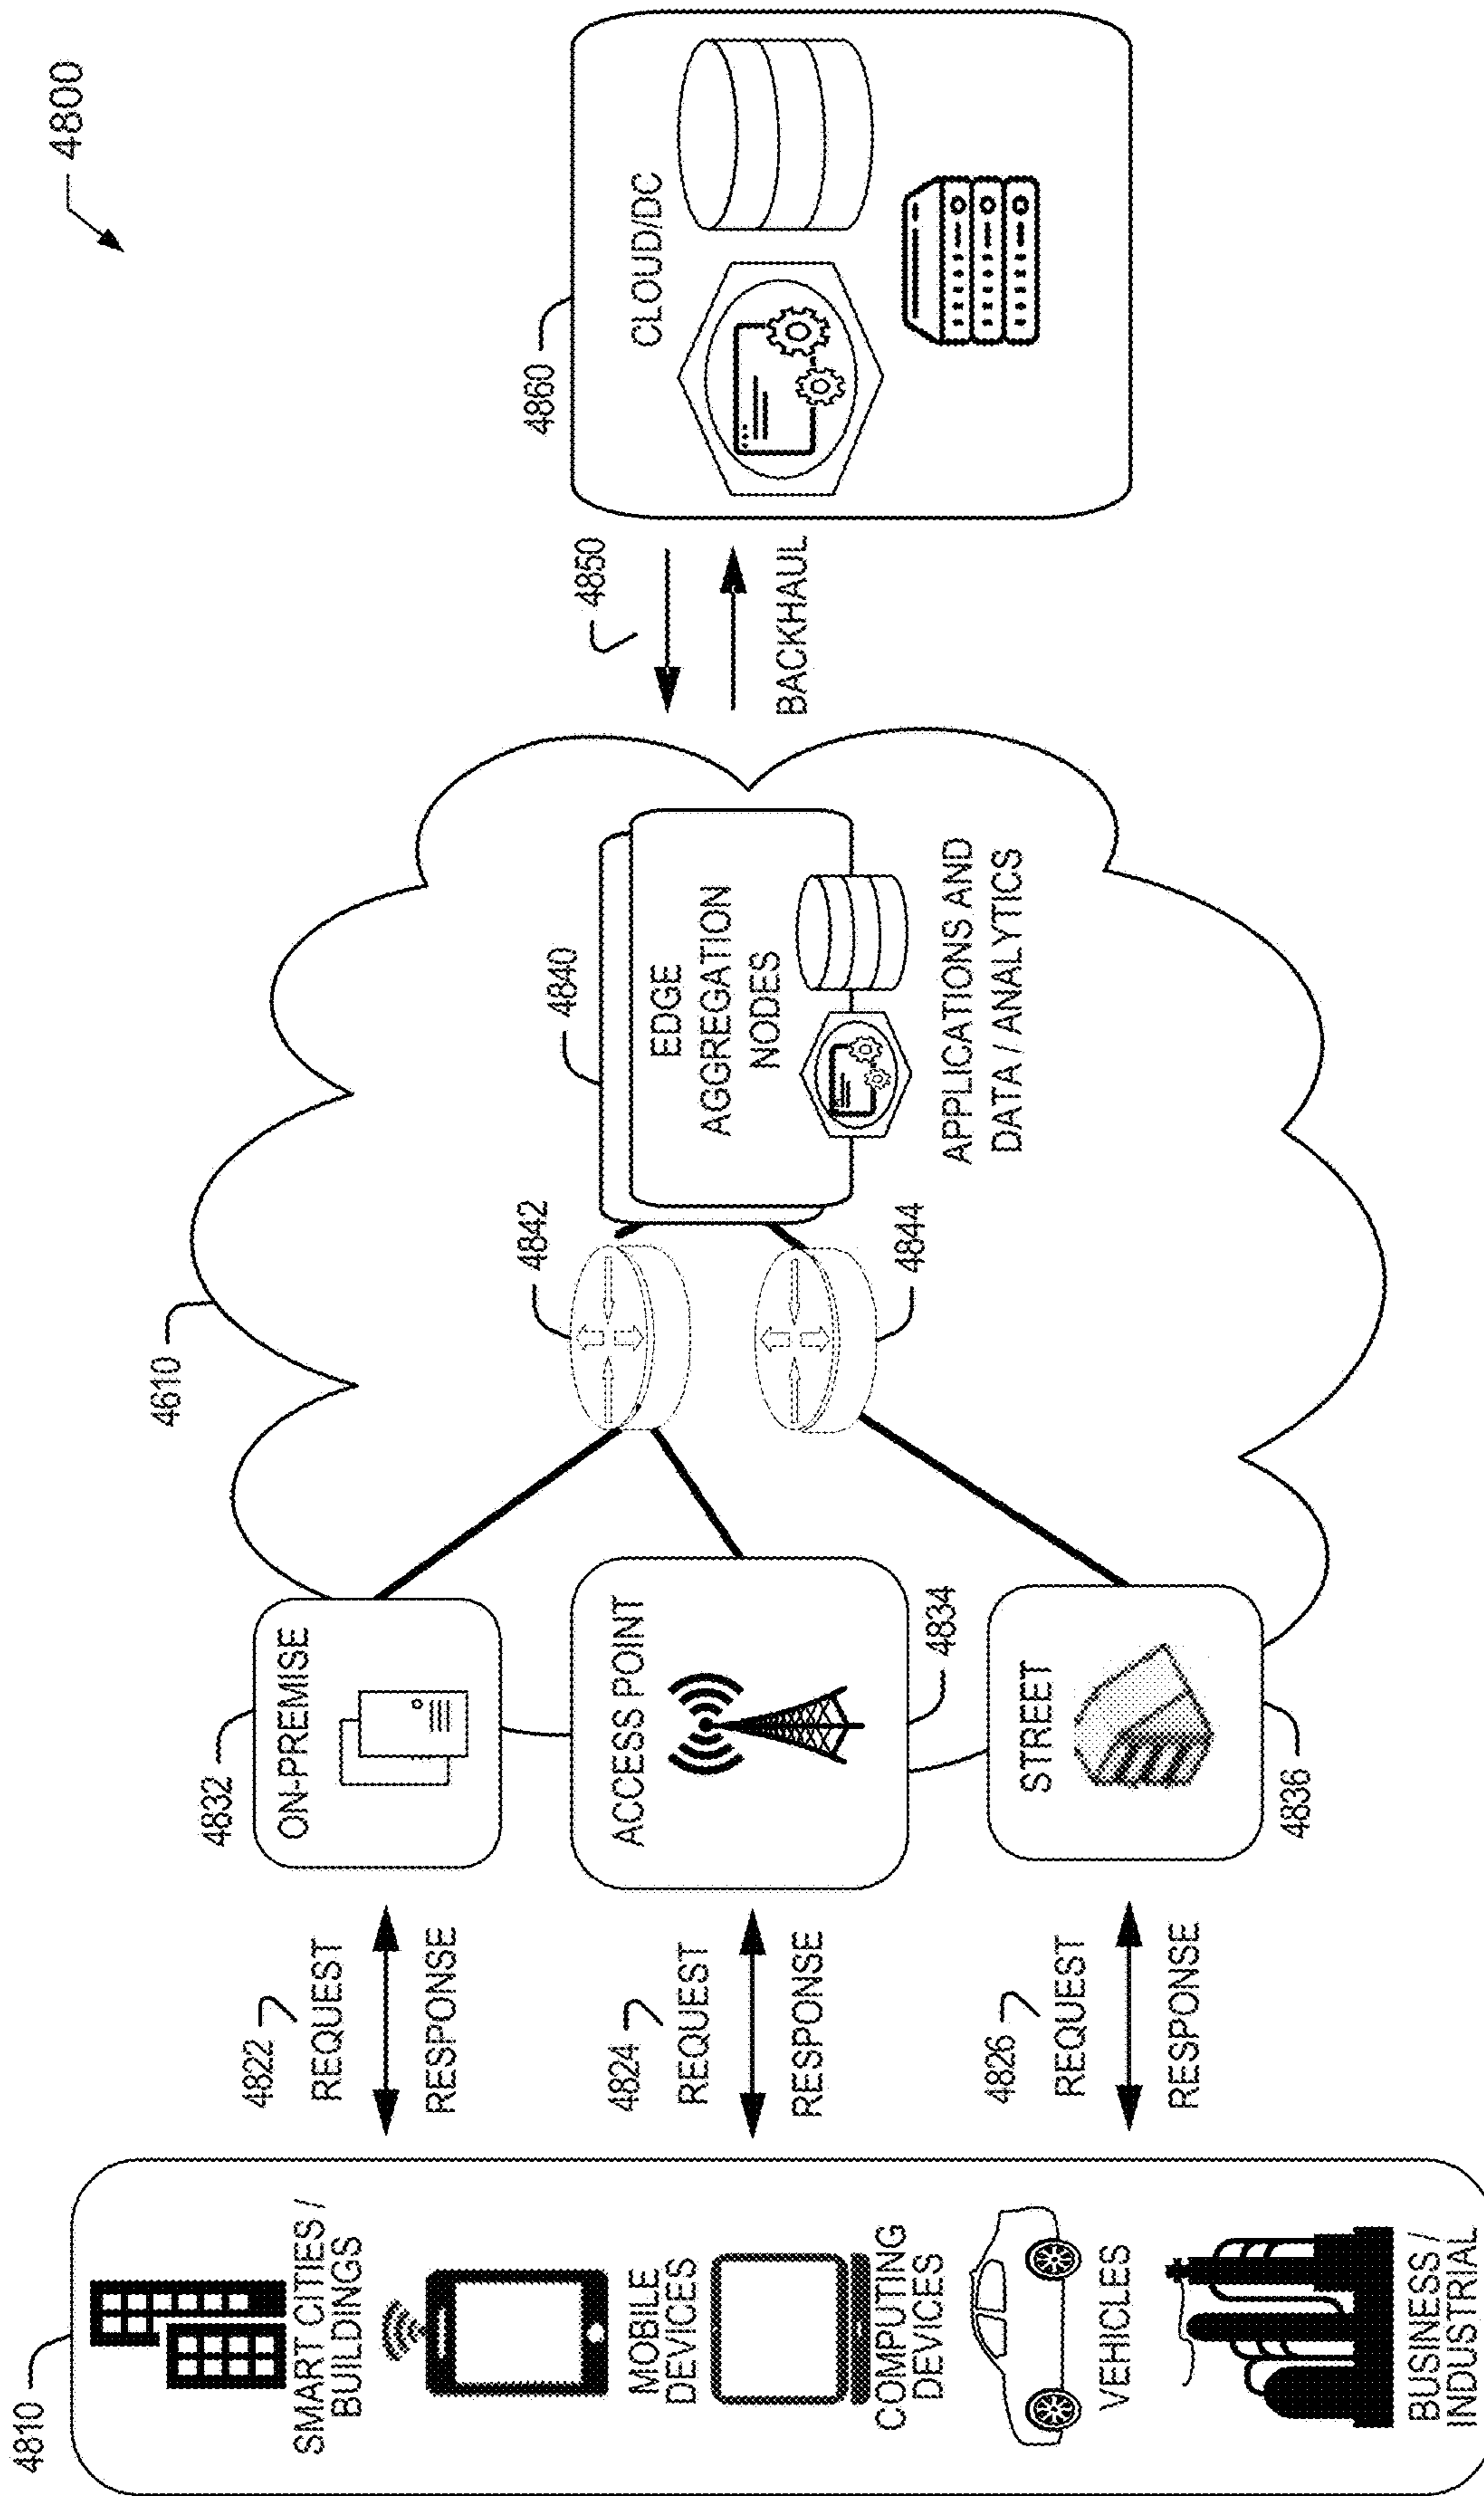 4800
4810
SMART CITIES /
BUILDINGS
MOBILE
DEVICES
COMPUTING
DEVICES
VEHICLES
BUSINESS /
INDUSTRIAL
4822
REQUEST
RESPONSE
4824
REQUEST
RESPONSE
4826
REQUEST
RESPONSE
4832
ON-PREMISE
ACCESS POINT
4834
STREET
4836
4610
4842
4844
4840
EDGE
AGGREGATION
NODES
APPLICATIONS AND
DATA / ANALYTICS
4850
BACKHAUL
4860
CLOUD/DC